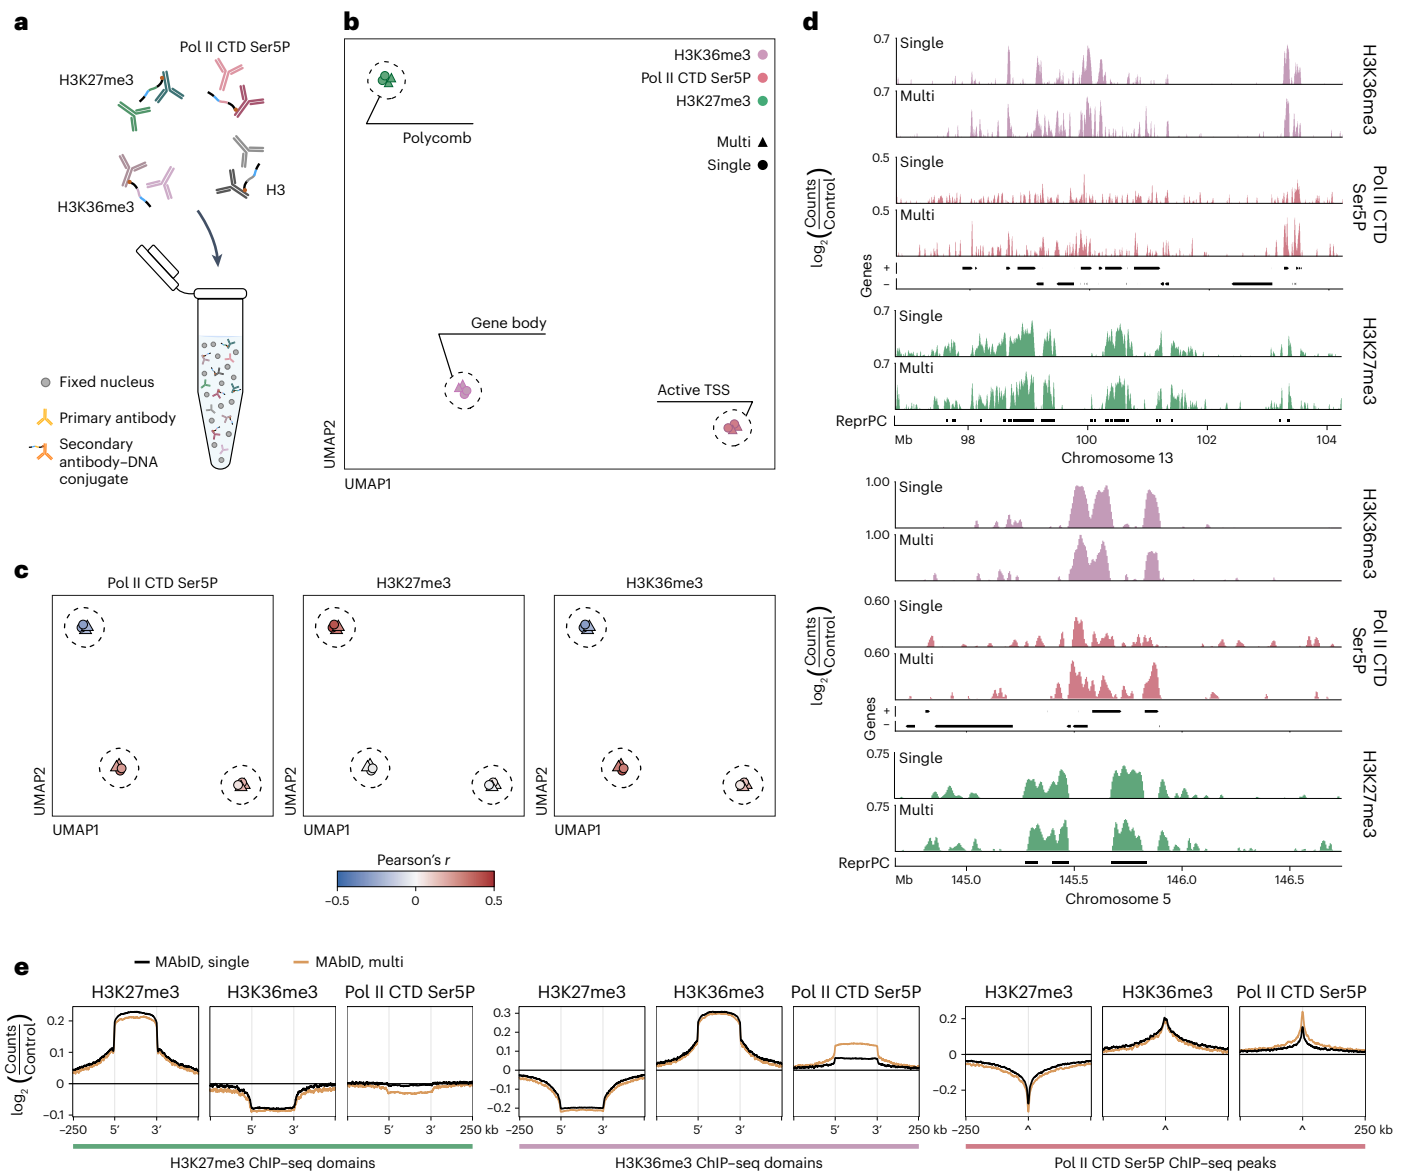 a
Pol II CTD Ser5P
H3K27me3
H3K36me3
H3
Fixed nucleus
Primary antibody
Secondary
antibody–DNA
conjugate
b
H3K36me3
Pol II CTD Ser5P
H3K27me3
Multi
Single
Polycomb
Gene body
Active TSS
UMAP2
UMAP1
c
Pol II CTD Ser5P
H3K27me3
H3K36me3
UMAP2
UMAP2
UMAP2
UMAP1
UMAP1
UMAP1
Pearson's r
–0.5
0
0.5
d
0.7
Single
0.7
Multi
H3K36me3
0.5
Single
0.5
Multi
Pol II CTD
Ser5P
log2(Counts
Control)
Genes
+
–
0.7
Single
0.7
Multi
H3K27me3
ReprPC
Mb
98
100
102
104
Chromosome 13
1.00
Single
1.00
Multi
H3K36me3
0.60
Single
0.60
Multi
Pol II CTD
Ser5P
log2(Counts
Control)
Genes
+
–
0.75
Single
0.75
Multi
H3K27me3
ReprPC
Mb
145.0
145.5
146.0
146.5
Chromosome 5
e
MAbID, single
MAbID, multi
H3K27me3
H3K36me3
Pol II CTD Ser5P
H3K27me3
H3K36me3
Pol II CTD Ser5P
H3K27me3
H3K36me3
Pol II CTD Ser5P
log2(Counts
Control)
0.2
0.1
0
–0.1
0.3
0.2
0.1
0
–0.1
–0.2
0.2
0
–0.2
–250
5′
3′
5′
3′
5′
3′
250 kb
–250
5′
3′
5′
3′
5′
3′
250 kb
–250
^
^
^
250 kb
H3K27me3 ChIP–seq domains
H3K36me3 ChIP–seq domains
Pol II CTD Ser5P ChIP–seq peaks